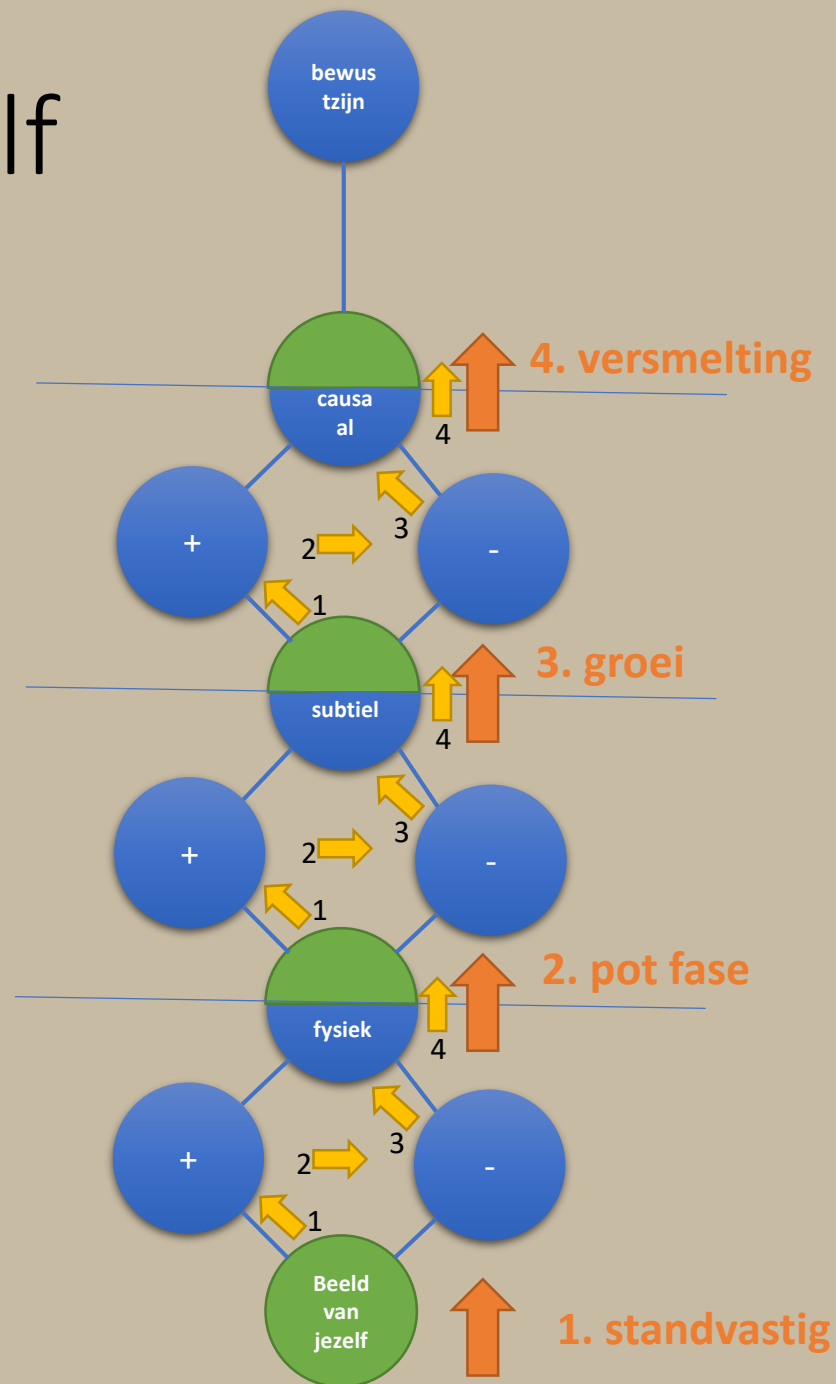 lf
bewus
tzijn
4. versmelting
causa
al
4
3
+
2
-
1
3. groei
subtiel
4
3
+
2
-
1
2. pot fase
fysiek
4
3
+
2
-
1
Beeld
van
jezelf
1. standvastig